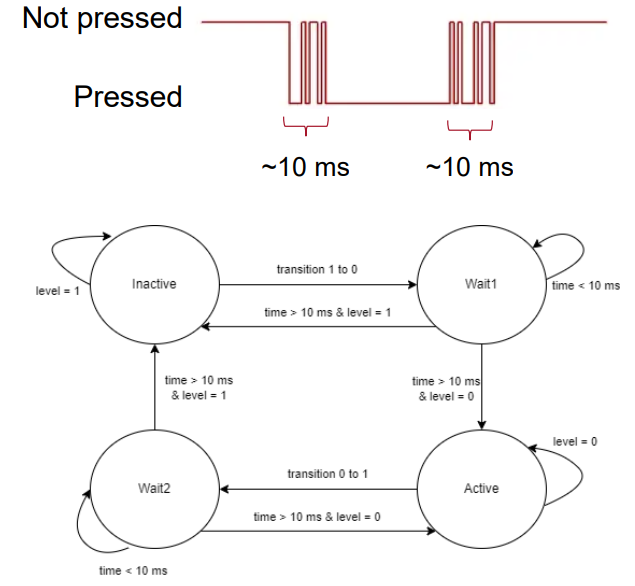 Not pressed
Pressed
~10 ms
~10 ms
Inactive
transition 1 to 0
Wait1
level = 1
time < 10 ms
time > 10 ms & level = 1
time > 10 ms
& level = 1
time > 10 ms
& level = 0
level = 0
Wait2
transition 0 to 1
Active
time > 10 ms & level = 0
time < 10 ms